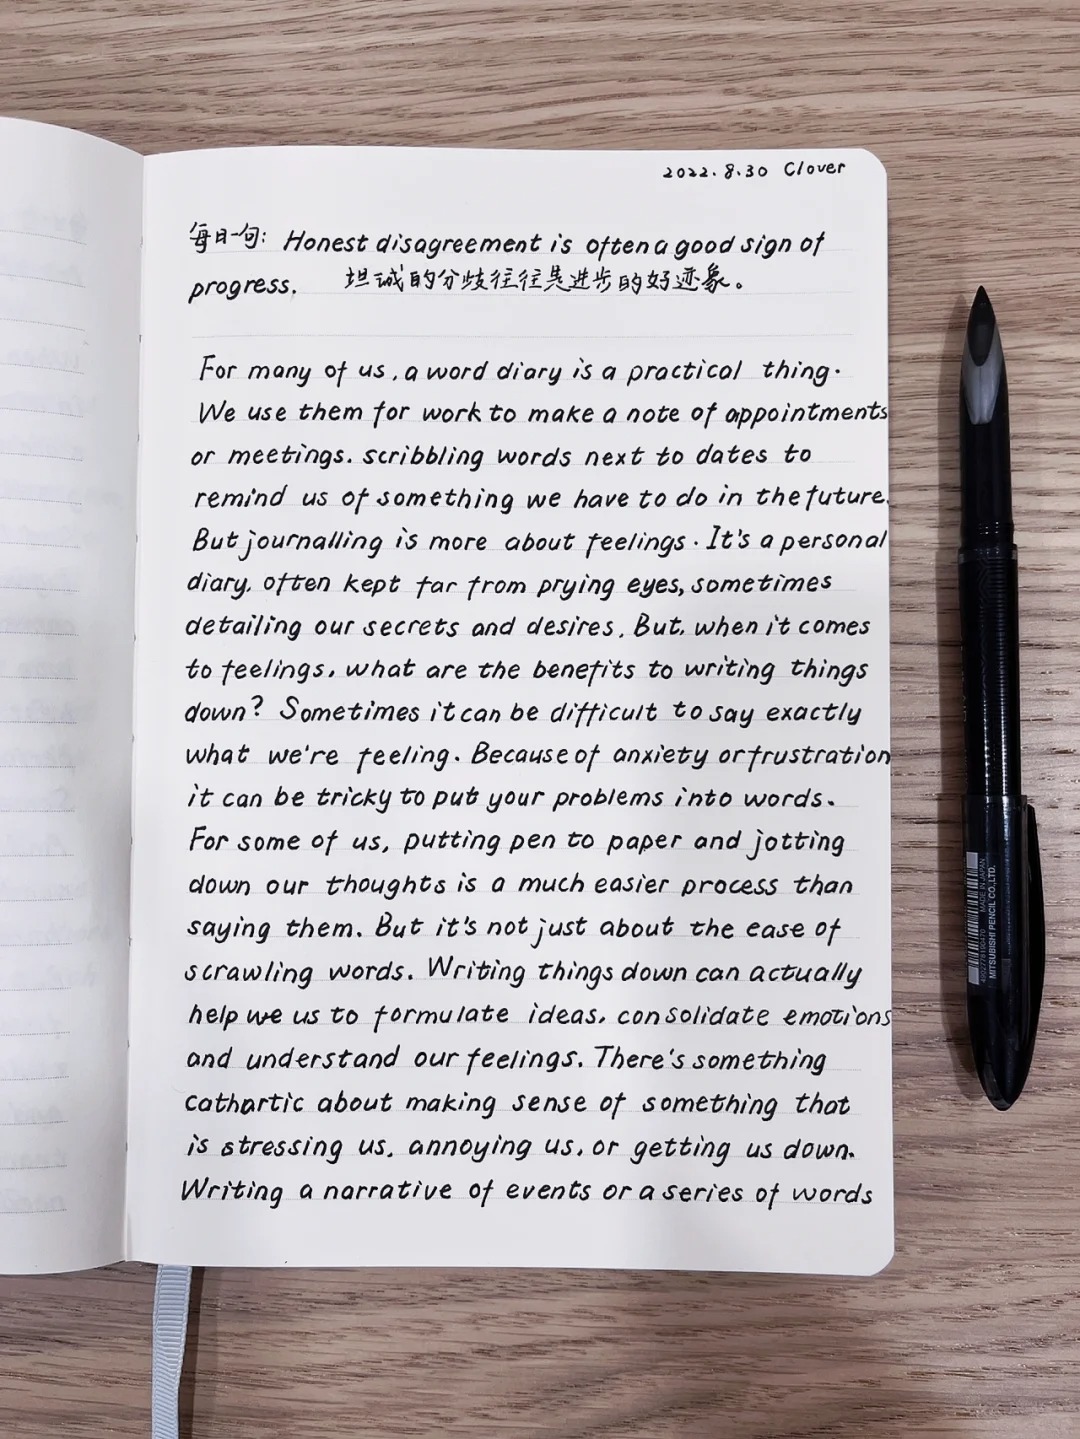 2022.8.30 Clover
每日一句: Honest disagreement is often a good sign of
progress. 坦诚的分歧往往是进步的好迹象。
For many of us, a word diary is a practical thing.
We use them for work to make a note of appointments
or meetings. scribbling words next to dates to
remind us of something we have to do in the future.
But journalling is more about feelings. It's a personal
diary, often kept far from prying eyes, sometimes
detailing our secrets and desires. But, when it comes
to feelings, what are the benefits to writing things
down? Sometimes it can be difficult to say exactly
what we're feeling. Because of anxiety or frustration
it can be tricky to put your problems into words.
For some of us, putting pen to paper and jotting
down our thoughts is a much easier process than
saying them. But it's not just about the ease of
scrawling words. Writing things down can actually
help we us to formulate ideas, consolidate emotions
and understand our feelings. There's something
cathartic about making sense of something that
is stressing us, annoying us, or getting us down.
Writing a narrative of events or a series of words
MADE IN JAPAN
MITSUBISHI PENCIL CO.,LTD.